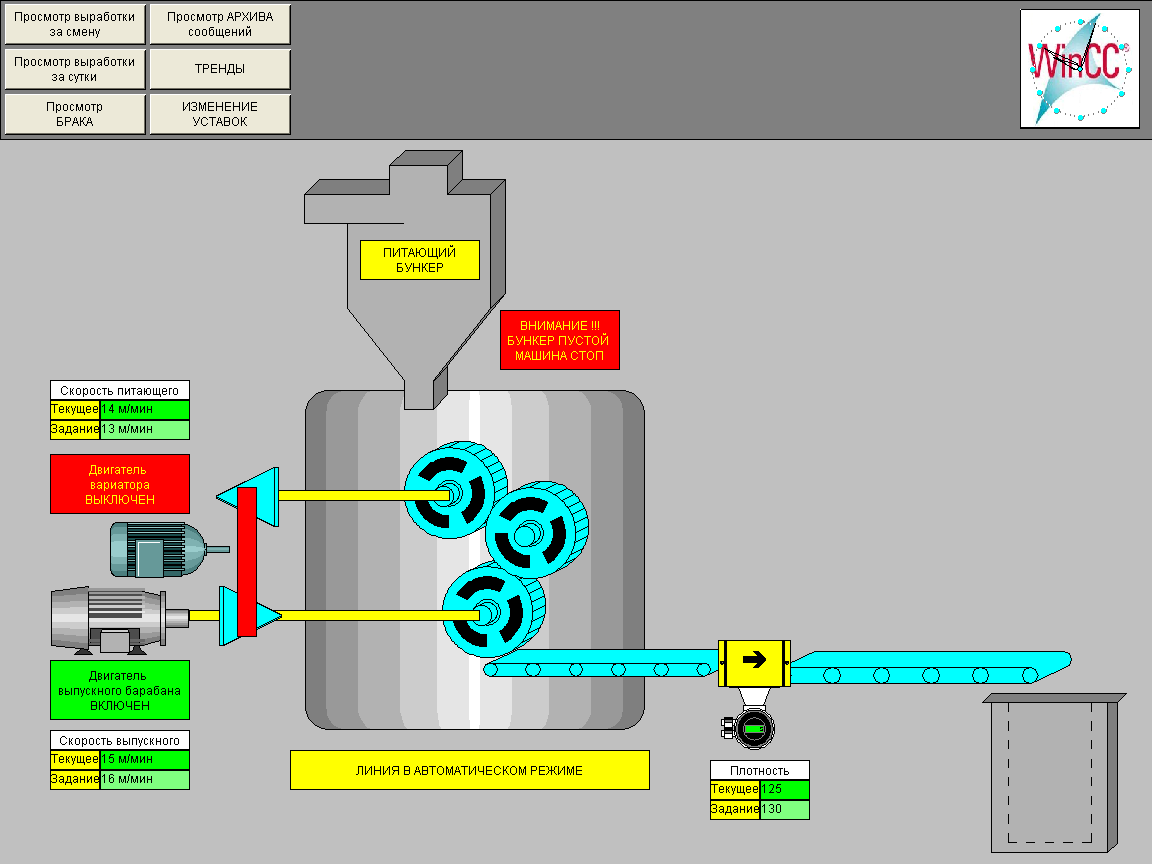 Просмотр выработки
за смену
Просмотр АРХИВА
сообщений
Просмотр выработки
за сутки
ТРЕНДЫ
Просмотр
БРАКА
ИЗМЕНЕНИЕ
УСТАВОК
WinCC
ПИТАЮЩИЙ
БУНКЕР
ВНИМАНИЕ !!!
БУНКЕР ПУСТОЙ
МАШИНА СТОП
Скорость питающего
Текущее 14 м/мин
Задание 13 м/мин
Двигатель
вариатора
ВЫКЛЮЧЕН
Двигатель
выпускного барабана
ВКЛЮЧЕН
Скорость выпускного
Текущее 15 м/мин
Задание 16 м/мин
ЛИНИЯ В АВТОМАТИЧЕСКОМ РЕЖИМЕ
Плотность
Текущее 125
Задание 130